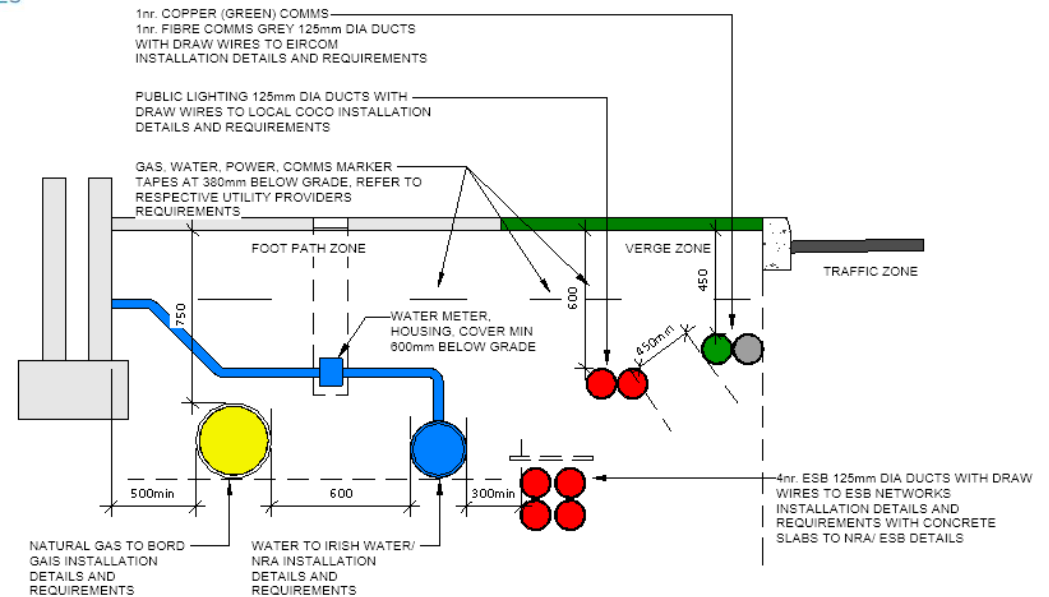 1nr. COPPER (GREEN) COMMS
1nr. FIBRE COMMS GREY 125mm DIA DUCTS
WITH DRAW WIRES TO EIRCOM
INSTALLATION DETAILS AND REQUIREMENTS
PUBLIC LIGHTING 125mm DIA DUCTS WITH
DRAW WIRES TO LOCAL COCO INSTALLATION
DETAILS AND REQUIREMENTS
GAS, WATER, POWER, COMMS MARKER
TAPES AT 380mm BELOW GRADE, REFER TO
RESPECTIVE UTILITY PROVIDERS
REQUIREMENTS
FOOT PATH ZONE
VERGE ZONE
TRAFFIC ZONE
750
600
450
450min
WATER METER,
HOUSING, COVER MIN
600mm BELOW GRADE
500min
600
300min
4nr. ESB 125mm DIA DUCTS WITH DRAW
WIRES TO ESB NETWORKS
INSTALLATION DETAILS AND
REQUIREMENTS WITH CONCRETE
SLABS TO NRA/ ESB DETAILS
NATURAL GAS TO BORD
GAIS INSTALLATION
DETAILS AND
REQUIREMENTS
WATER TO IRISH WATER/
NRA INSTALLATION
DETAILS AND
REQUIREMENTS